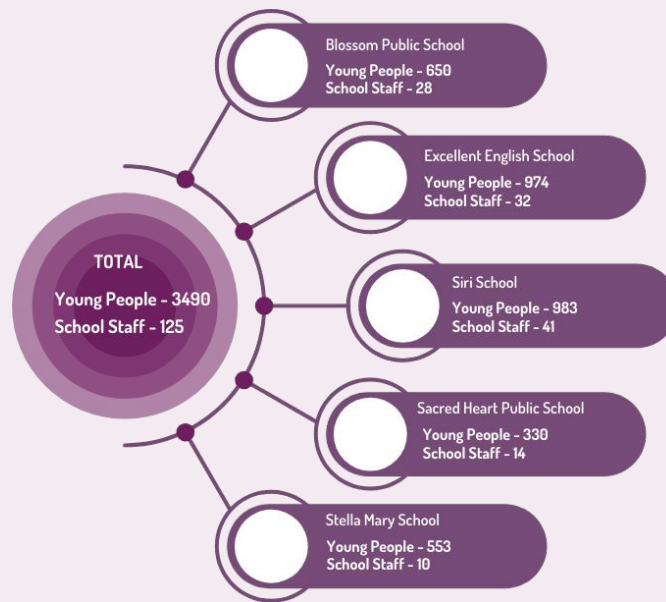 Blossom Public School
Young People - 650
School Staff - 28
Excellent English School
Young People - 974
School Staff - 32
TOTAL
Young People - 3490
School Staff - 125
Siri School
Young People - 983
School Staff - 41
Sacred Heart Public School
Young People - 330
School Staff - 14
Stella Mary School
Young People - 553
School Staff - 10